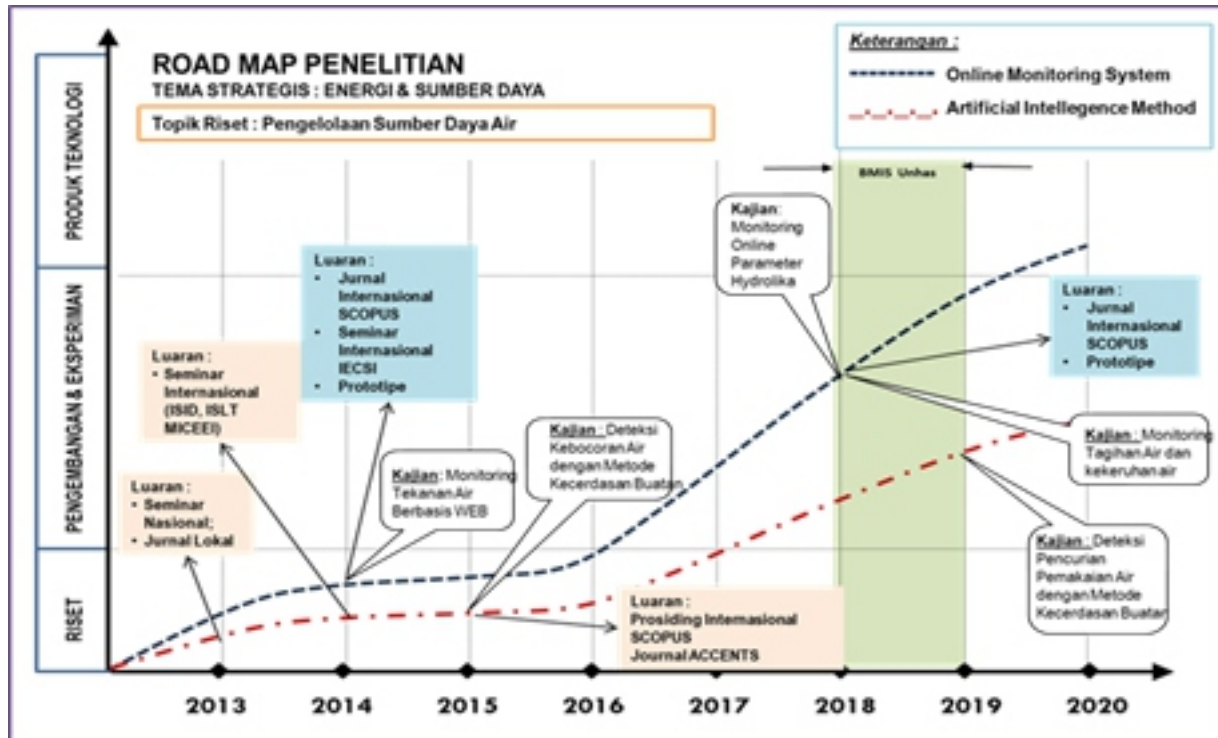 ROAD MAP PENELITIAN
TEMA STRATEGIS : ENERGI & SUMBER DAYA
Topik Riset : Pengelolaan Sumber Daya Air
Keterangan :
Online Monitoring System
Artificial Intellegence Method
PRODUK TEKNOLOGI
PENGEMBANGAN & EKSPERIMAN
RISET
BMIS Unhas
Kajian:
Monitoring
Online
Parameter
Hydrolika
Luaran :
• Jurnal
Internasional
SCOPUS
• Seminar
Internasional
IECSI
• Prototipe
Luaran :
• Jurnal
Internasional
SCOPUS
• Prototipe
Luaran :
• Seminar
Internasional
(ISID, ISLT
MICEEI)
Kajian : Deteksi
Kebocoran Air
dengan Metode
Kecerdasan Buatan
Kajian: Monitoring
Tekanan Air
Berbasis WEB
Kajian : Monitoring
Tagihan Air dan
kekeruhan air
Luaran :
• Seminar
Nasional;
• Jurnal Lokal
Kajian : Deteksi
Pencurian
Pemakaian Air
dengan Metode
Kecerdasan Buatan
Luaran :
Prosiding Internasional
SCOPUS
Journal ACCENTS
2013 2014 2015 2016 2017 2018 2019 2020